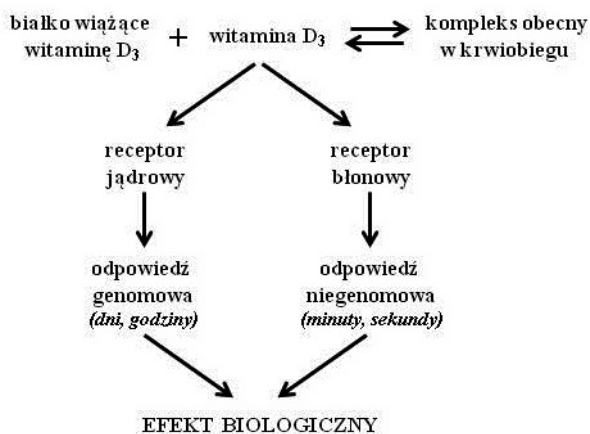 białko wiążące
witaminę D₃
+
witamina D₃
kompleks obecny
w krwiobiegu
receptor
jądrowy
receptor
błonowy
odpowiedź
genomowa
(dni, godziny)
odpowiedź
niegenomowa
(minuty, sekundy)
EFEKT BIOLOGICZNY